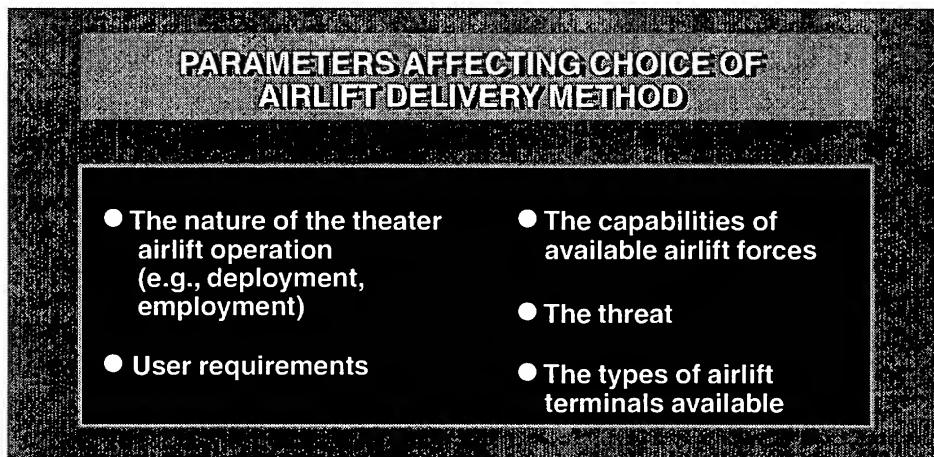 PARAMETERS AFFECTING CHOICE OF
AIRLIFT DELIVERY METHOD
● The nature of the theater
airlift operation
(e.g., deployment,
employment)
● User requirements
● The capabilities of
available airlift forces
● The threat
● The types of airlift
terminals available